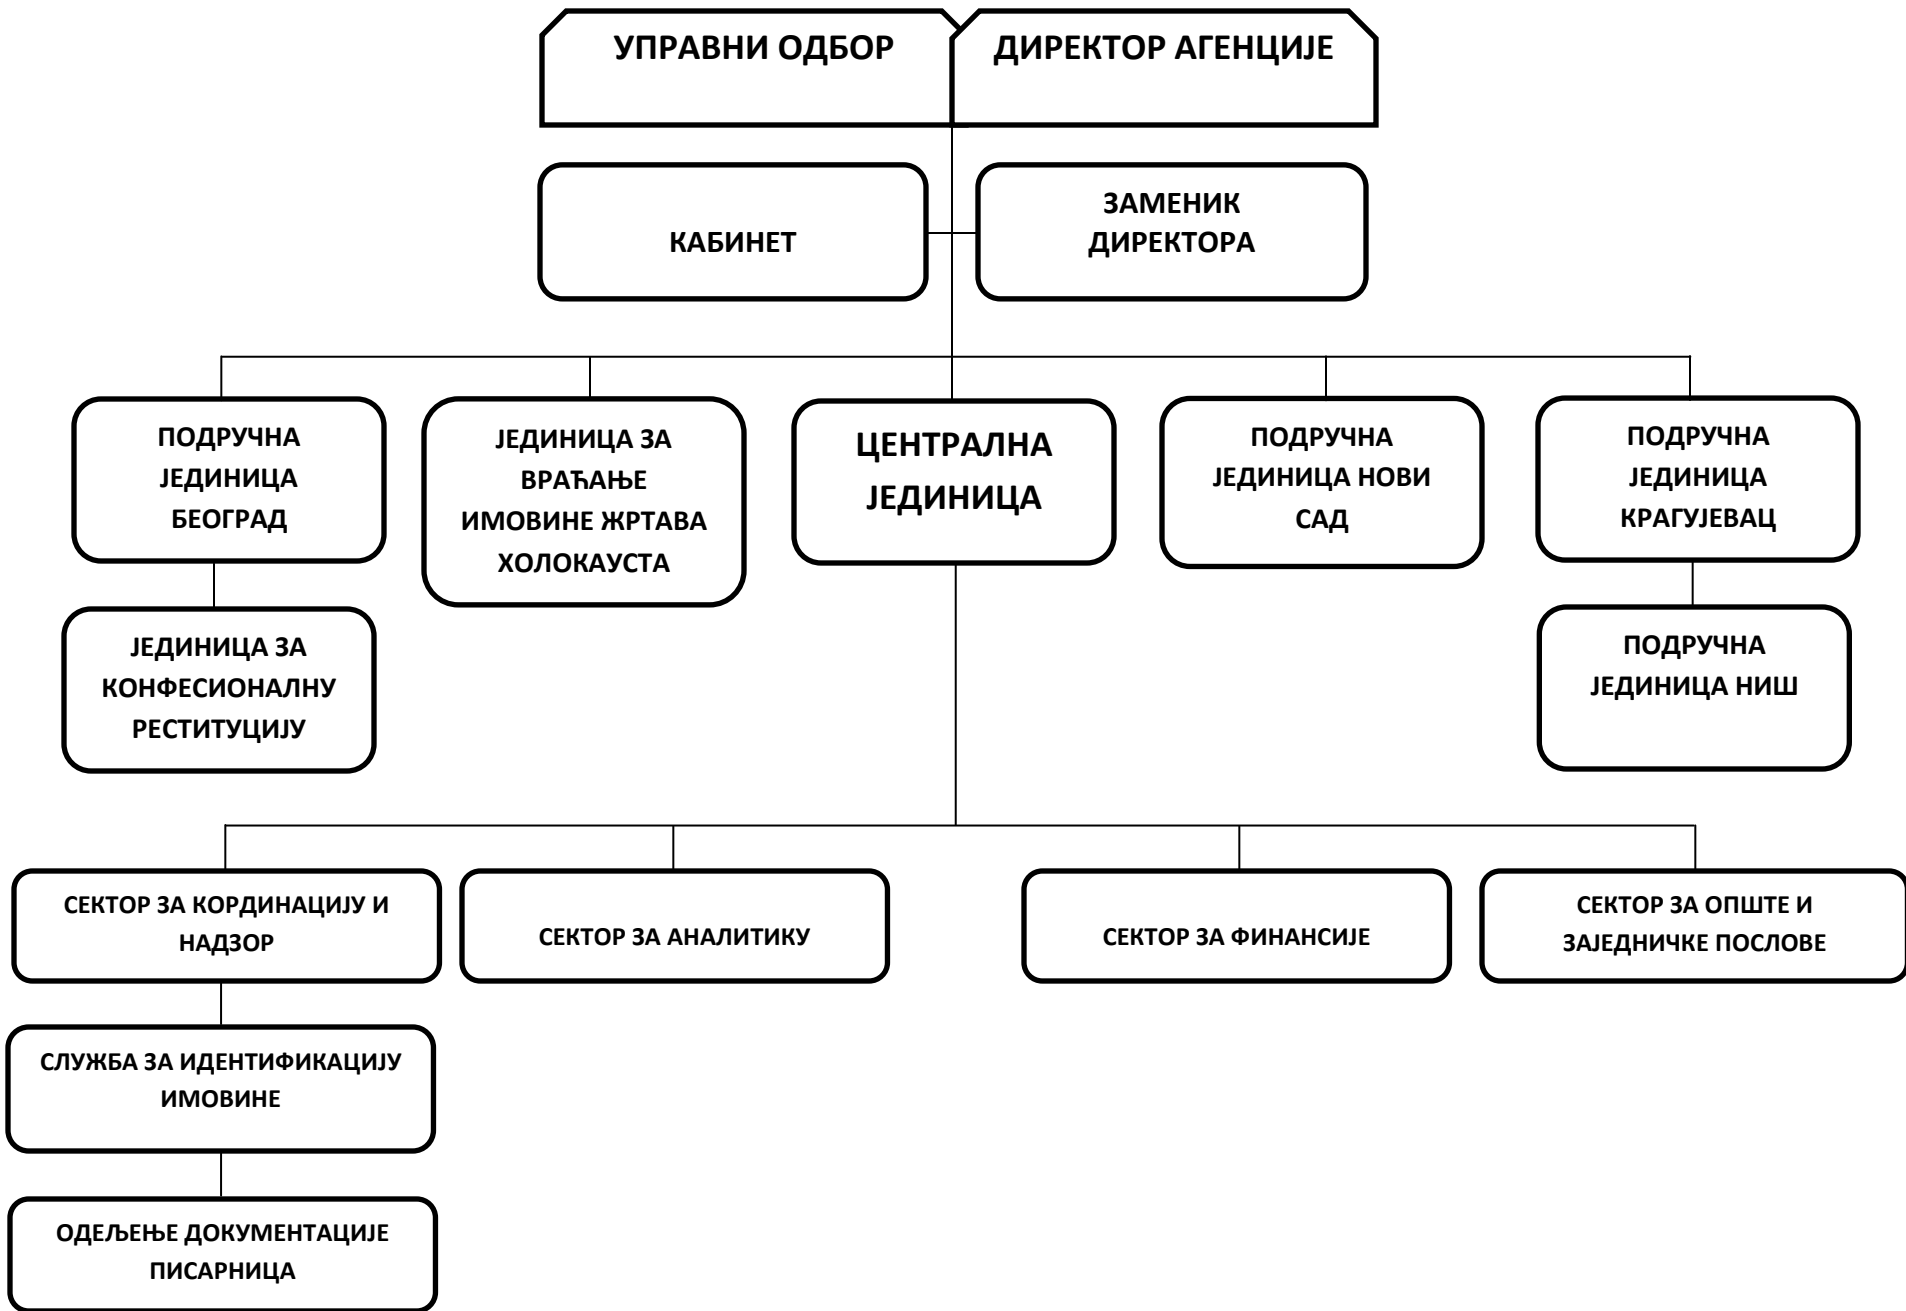 УПРАВНИ ОДБОР
ДИРЕКТОР АГЕНЦИЈЕ
КАБИНЕТ
ЗАМЕНИК
ДИРЕКТОРА
ПОДРУЧНА
ЈЕДИНИЦА
БЕОГРАД
ЈЕДИНИЦА ЗА
ВРАЋАЊЕ
ИМОВИНЕ ЖРТАВА
ХОЛОКАУСТА
ЦЕНТРАЛНА
ЈЕДИНИЦА
ПОДРУЧНА
ЈЕДИНИЦА НОВИ
САД
ПОДРУЧНА
ЈЕДИНИЦА
КРАГУЈЕВАЦ
ЈЕДИНИЦА ЗА
КОНФЕСИОНАЛНУ
РЕСТИТУЦИЈУ
ПОДРУЧНА
ЈЕДИНИЦА НИШ
СЕКТОР ЗА КОРДИНАЦИЈУ И
НАДЗОР
СЕКТОР ЗА АНАЛИТИКУ
СЕКТОР ЗА ФИНАНСИЈЕ
СЕКТОР ЗА ОПШТЕ И
ЗАЈЕДНИЧКЕ ПОСЛОВЕ
СЛУЖБА ЗА ИДЕНТИФИКАЦИЈУ
ИМОВИНЕ
ОДЕЉЕЊЕ ДОКУМЕНТАЦИЈЕ
ПИСАРНИЦА